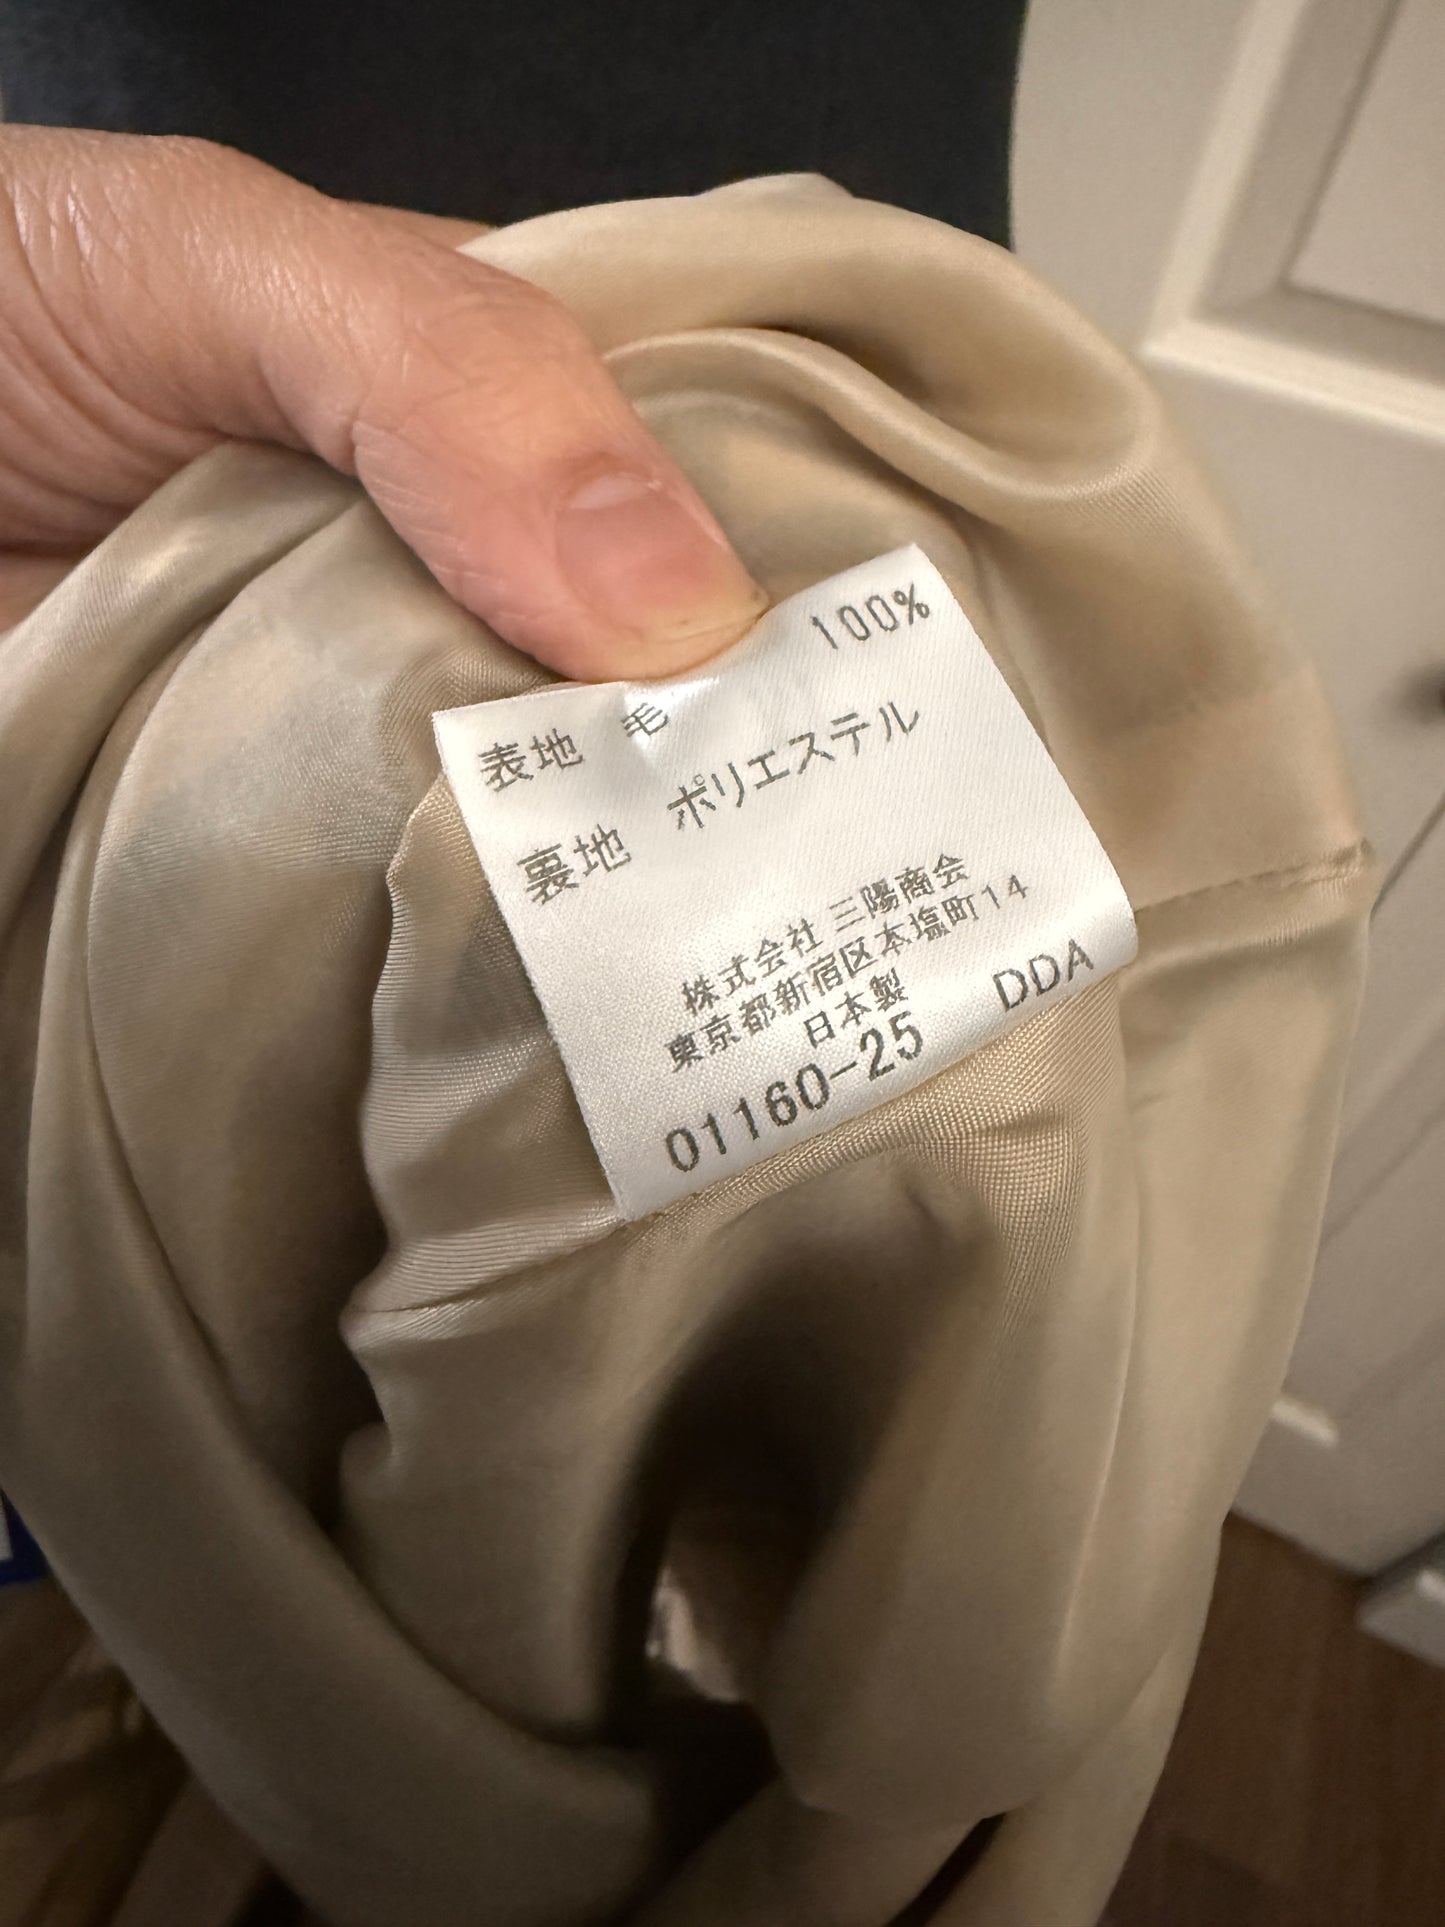 表地 毛 100%
裏地 ポリエステル
株式会社 三陽商会
東京都新宿区本塩町14
日本製 DDA
01160-25